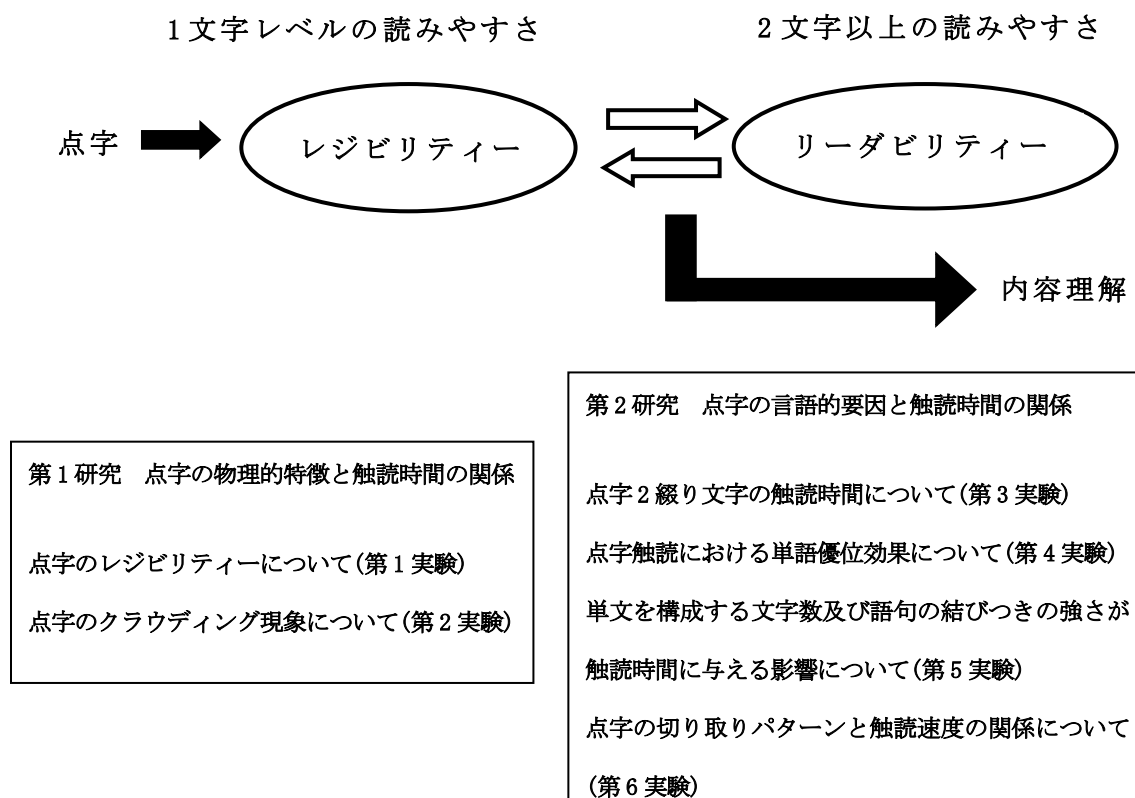 1文字レベルの読みやすさ
2文字以上の読みやすさ
点字
レジビリティー
リーダビリティー
内容理解
第1研究　点字の物理的特徴と触読時間の関係
点字のレジビリティーについて(第1実験)
点字のクラウディング現象について(第2実験)
第2研究　点字の言語的要因と触読時間の関係
点字2綴り文字の触読時間について(第3実験)
点字触読における単語優位効果について(第4実験)
単文を構成する文字数及び語句の結びつきの強さが
触読時間に与える影響について(第5実験)
点字の切り取りパターンと触読速度の関係について
(第6実験)